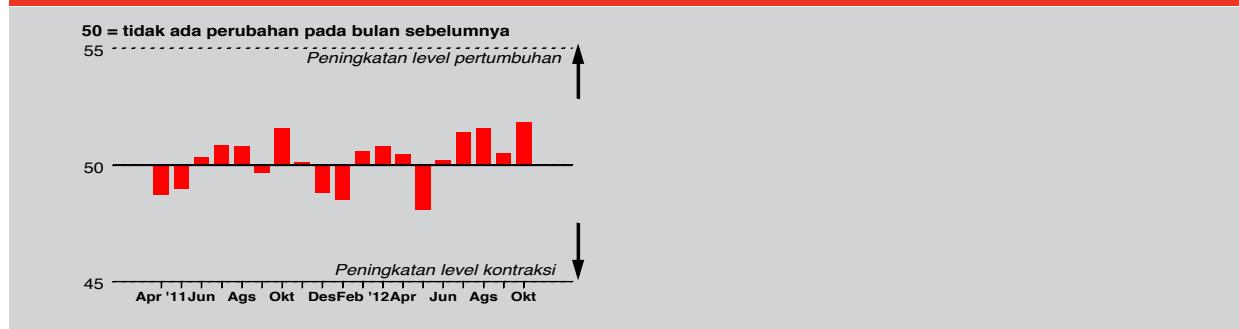 50 = tidak ada perubahan pada bulan sebelumnya
55
Peningkatan level pertumbuhan
50
Peningkatan level kontraksi
45
Apr '11 Jun Ags Okt Des Feb '12 Apr Jun Ags Okt